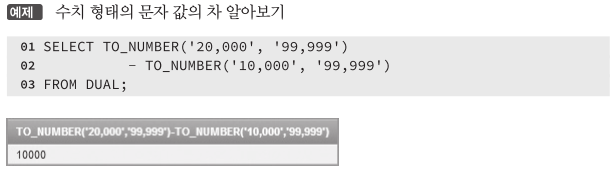 예제 수치 형태의 문자 값의 차 알아보기
01 SELECT TO_NUMBER('20,000', '99,999')
02 - TO_NUMBER('10,000', '99,999')
03 FROM DUAL;
TO_NUMBER('20,000','99,999')-TO_NUMBER('10,000','99,999')
10000